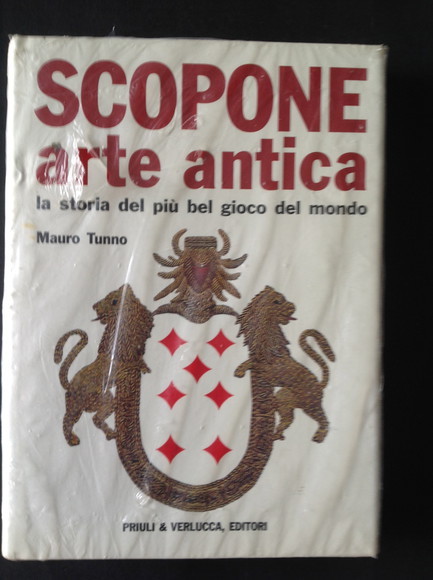 SCOPONE
arte antica
la storia del più bel gioco del mondo
Mauro Tunno
PRIULI & VERLUCCA, EDITORI